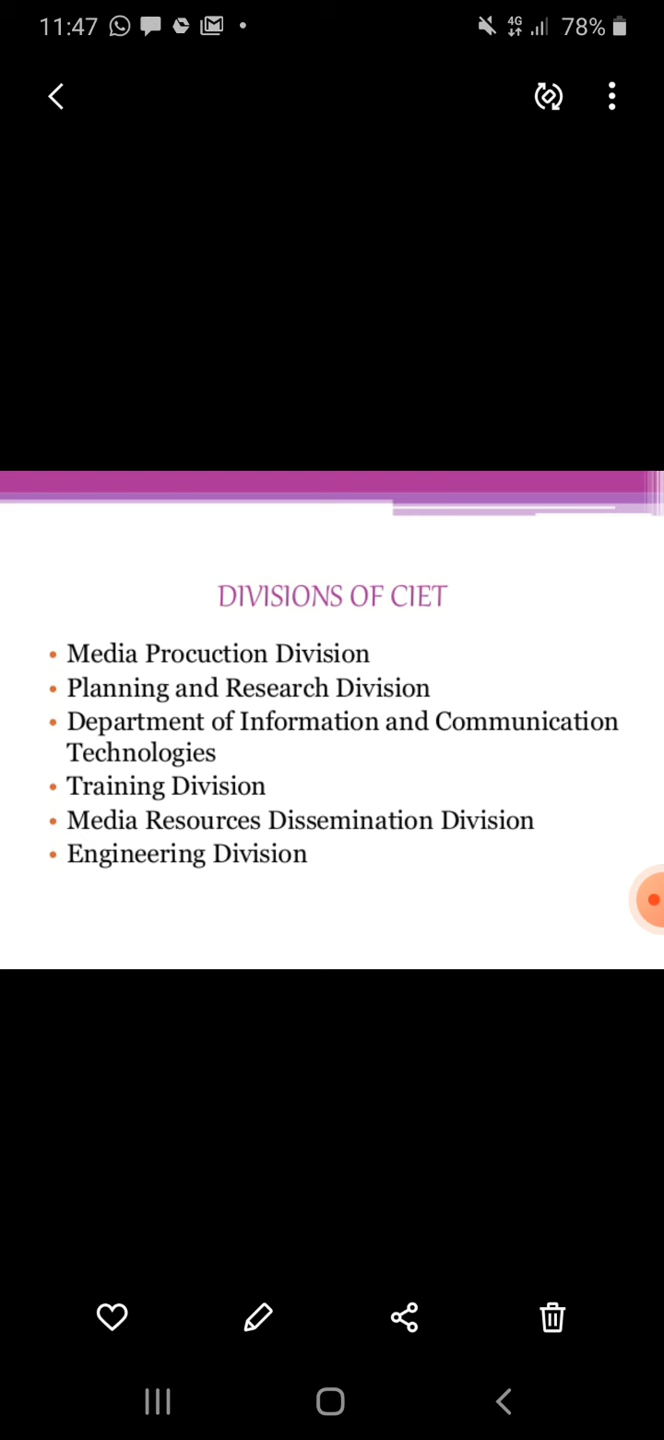 11:47
4G 78%
DIVISIONS OF CIET
• Media Procuction Division
• Planning and Research Division
• Department of Information and Communication
Technologies
• Training Division
• Media Resources Dissemination Division
• Engineering Division